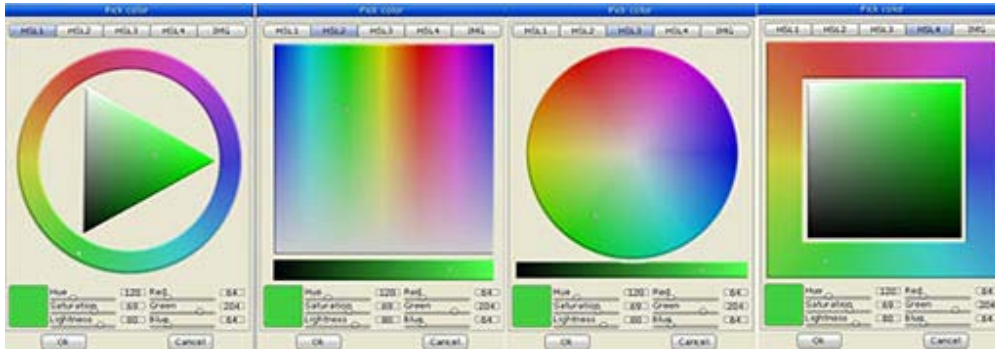 Pick color
HSL1 HSL2 HSL3 HSL4 IMG
Hue 120 Red 64
Saturation 69 Green 204
Lightness 80 Blue 64
Ok Cancel
Pick color
HSL1 HSL2 HSL3 HSL4 IMG
Hue 120 Red 64
Saturation 69 Green 204
Lightness 80 Blue 64
Ok Cancel
Pick color
HSL1 HSL2 HSL3 HSL4 IMG
Hue 120 Red 64
Saturation 69 Green 204
Lightness 80 Blue 64
Ok Cancel
Pick color
HSL1 HSL2 HSL3 HSL4 IMG
Hue 120 Red 64
Saturation 69 Green 204
Lightness 80 Blue 64
Ok Cancel